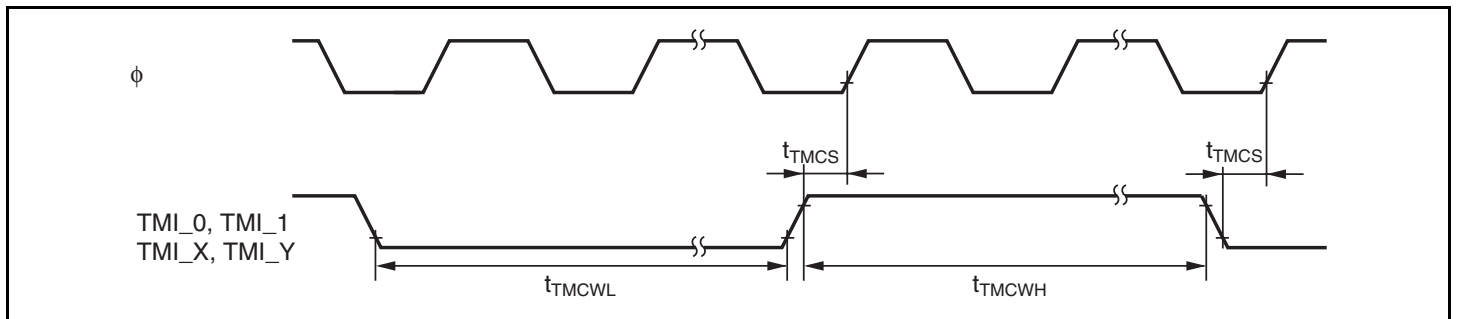 ϕ
tTMCS
tTMCS
TMI_0, TMI_1
TMI_X, TMI_Y
tTMCWL
tTMCWH